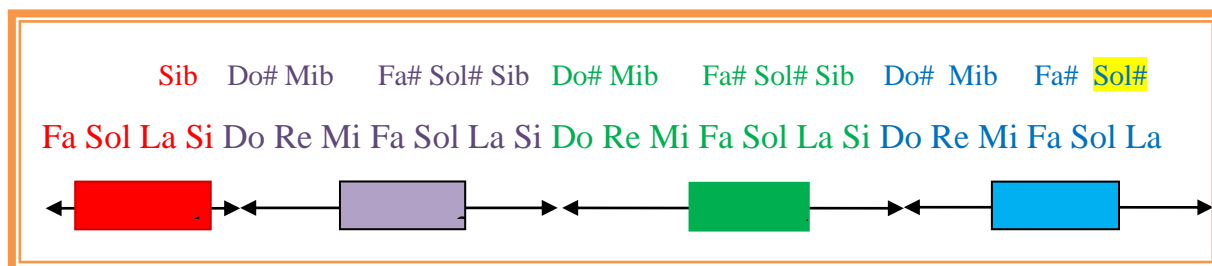 Sib Do# Mib Fa# Sol# Sib Do# Mib Fa# Sol# Sib Do# Mib Fa# Sol#
Fa Sol La Si Do Re Mi Fa Sol La Si Do Re Mi Fa Sol La Si Do Re Mi Fa Sol La